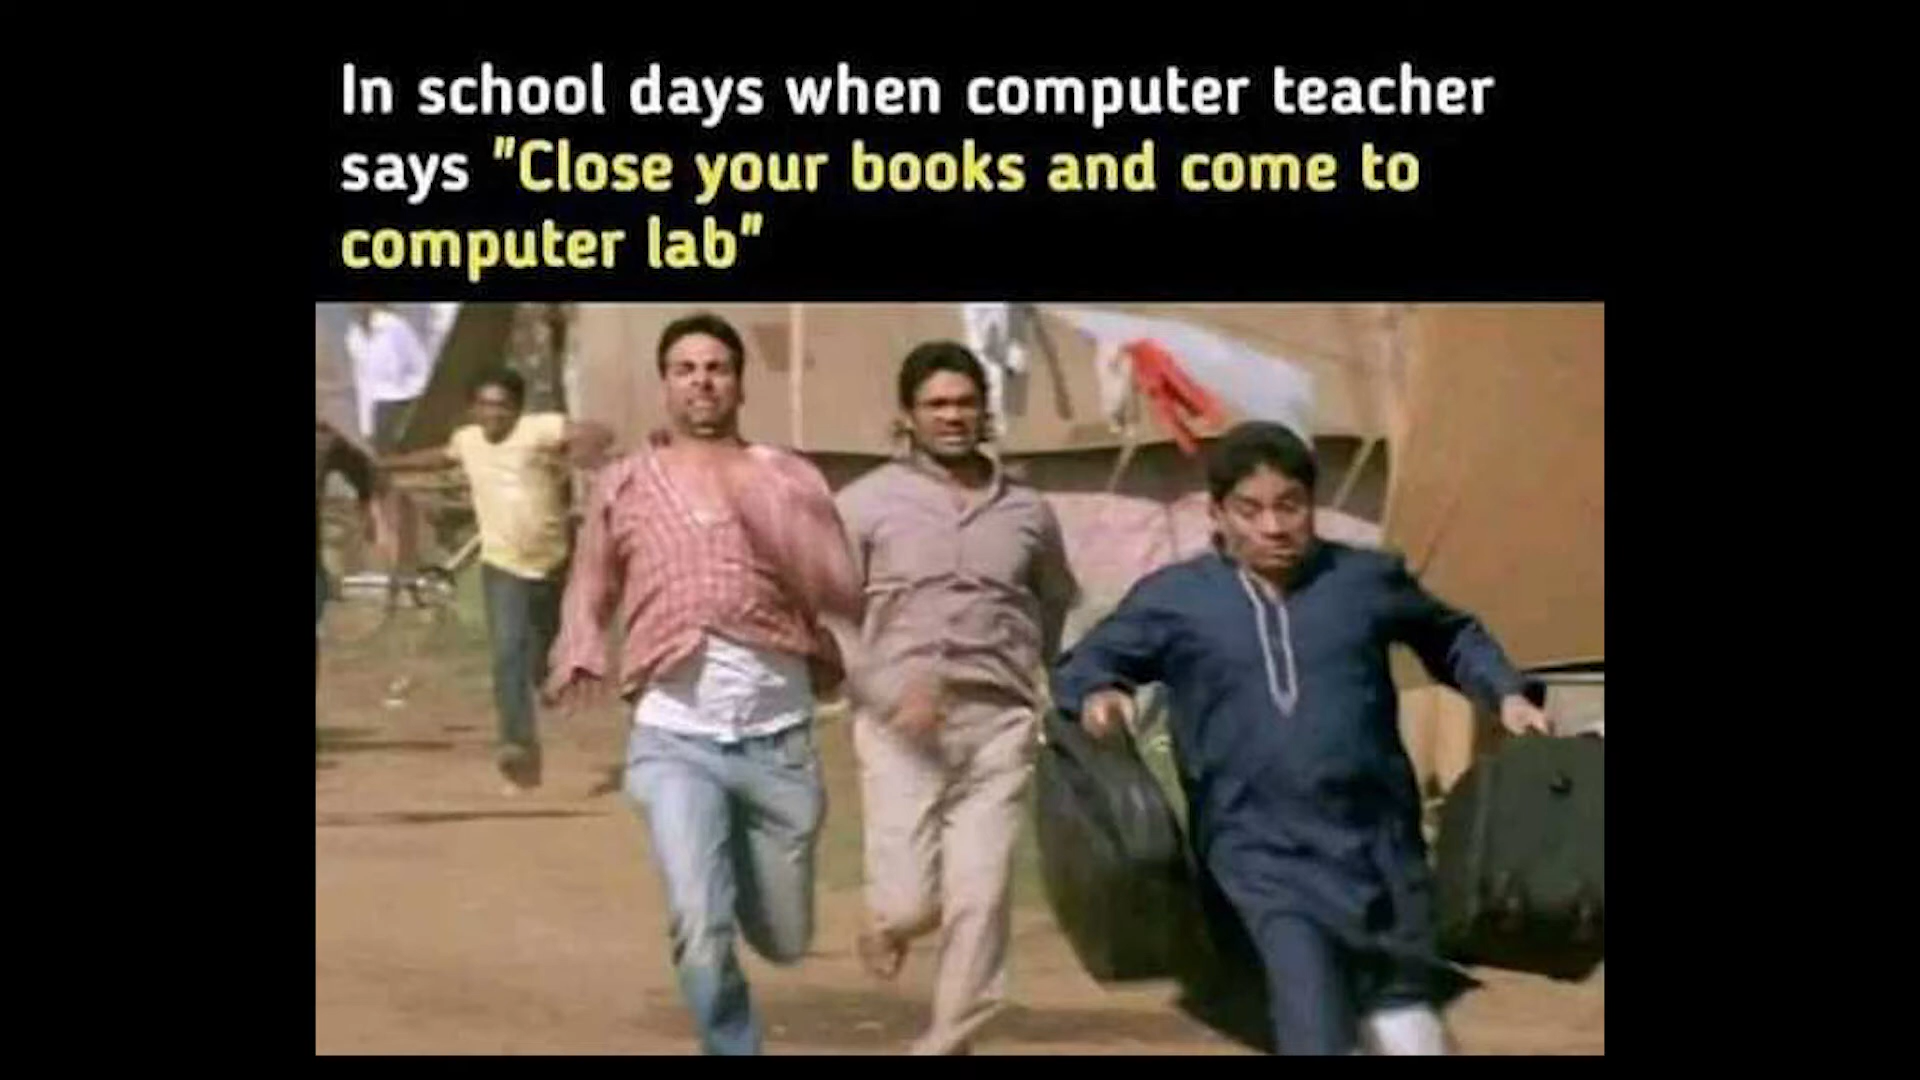 In school days when computer teacher
says "Close your books and come to
computer lab"